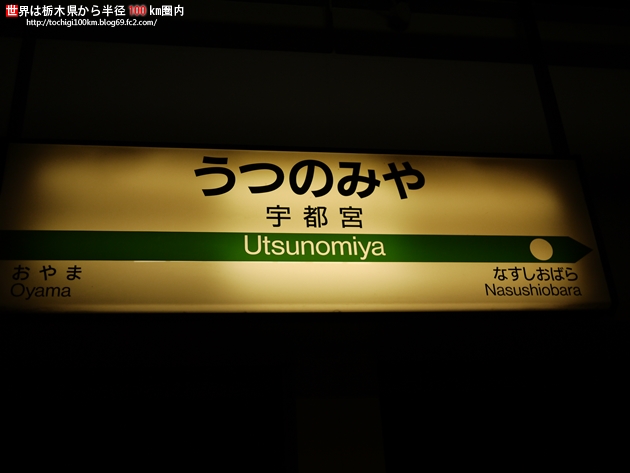 世界は栃木県から半径100km圏内
http://tochigi100km.blog69.fc2.com/
うつのみや
宇都宮
Utsunomiya
おやま
Oyama
なすしおばら
Nasushiobara